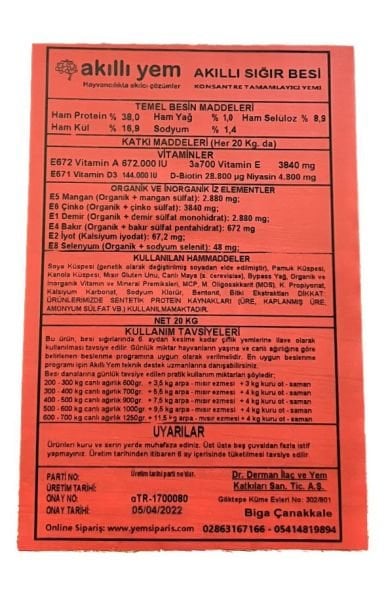 akıllı yem
Hayvancılıkta akılcı çözümler
AKILLI SIĞIR BESİ
KONSANTRE TAMAMLAYICI YEMİ
TEMEL BESİN MADDELERİ
Ham Protein % 38,0 Ham Yağ % 1,0 Ham Selüloz % 8,9
Ham Kül % 16,9 Sodyum % 1,4
KATKI MADDELERİ (Her 20 Kg. da)
VİTAMİNLER
E672 Vitamin A 672.000 IU 3a700 Vitamin E 3840 mg
E671 Vitamin D3 144.000 IU D-Biotin 28.800 µg Niyasin 4.800 mg
ORGANİK VE İNORGANİK İZ ELEMENTLER
E5 Mangan (Organik + mangan sülfat): 2.880 mg;
E6 Çinko (Organik + çinko sülfat): 3840 mg;
E1 Demir (Organik + demir sülfat monohidrat): 2.880 mg;
E4 Bakır (Organik + bakır sülfat pentahidrat): 672 mg
E2 İyot (Kalsiyum iyodat): 67,2 mg;
E8 Selenyum (Organik + sodyum selenit): 48 mg;
KULLANILAN HAMMADDELER
Soya Küspesi (genetik olarak değiştirilmiş soyadan elde edilmiştir), Pamuk Küspesi,
Kanola Küspesi, Mısır Gluten Unu, Canlı Maya (s. cerevisiae), Bypass Yağ, Organik ve
İnorganik Vitamin ve Mineral Premiksleri, MCP, M. Oligosakkarit (MOS), K. Propiyonat,
Kalsiyum Karbonat, Sodyum Klorür, Bentonit, Bitki Ekstraktları DİKKAT:
ÜRÜNLERİMİZDE SENTETİK PROTEİN KAYNAKLARI (ÜRE, KAPLANMIŞ ÜRE,
AMONYUM SÜLFAT VB.) KULLANILMAMAKTADIR.
NET 20 KG
KULLANIM TAVSİYELERİ
Bu ürün, besi sığırlarında 6 aydan kesime kadar çiftlik yemlerine ilave olarak
kullanılması tavsiye edilir. Günlük miktar hayvanların yaşına ve canlı ağırlığına göre
belirlenen beslenme programına uygun olarak verilmelidir. En uygun beslenme
programı için Akıllı Yem teknik destek uzmanlarına danışabilirsiniz.
Besi danalarına günlük tavsiye edilen pratik kullanım miktarları şöyledir;
200 - 300 kg canlı ağırlık 600gr. + 3,5 kg arpa - mısır ezmesi + 3 kg kuru ot - saman
300 - 400 kg canlı ağırlık 700gr. + 5,6 kg arpa - mısır ezmesi + 4 kg kuru ot - saman
400 - 500 kg canlı ağırlık 900gr. + 7,5 kg arpa - mısır ezmesi + 4 kg kuru ot - saman
500 - 600 kg canlı ağırlık 1000gr + 9,5 kg arpa - mısır ezmesi + 4 kg kuru ot - saman
600 - 700 kg canlı ağırlık 1250gr. + 11,5 kg arpa - mısır ezmesi + 4 kg kuru ot - saman
UYARILAR
Ürünleri kuru ve serin yerde muhafaza ediniz. Üst üste beş çuvaldan fazla istif
yapmayınız. Üretim tarihinden itibaren 6 ay içerisinde tüketilmesi tavsiye edilir.
PARTİ NO: Üretim tarihi parti no'dur.
ÜRETİM TARİHİ:
ONAY NO: αTR-1700080
ONAY TARİHİ: 05/04/2022
Dr. Derman İlaç ve Yem
Katkıları San. Tic. A.Ş.
Göktepe Küme Evleri No: 302/801
Biga Çanakkale
Online Sipariş: www.yemsiparis.com 02863167166 - 05414819894